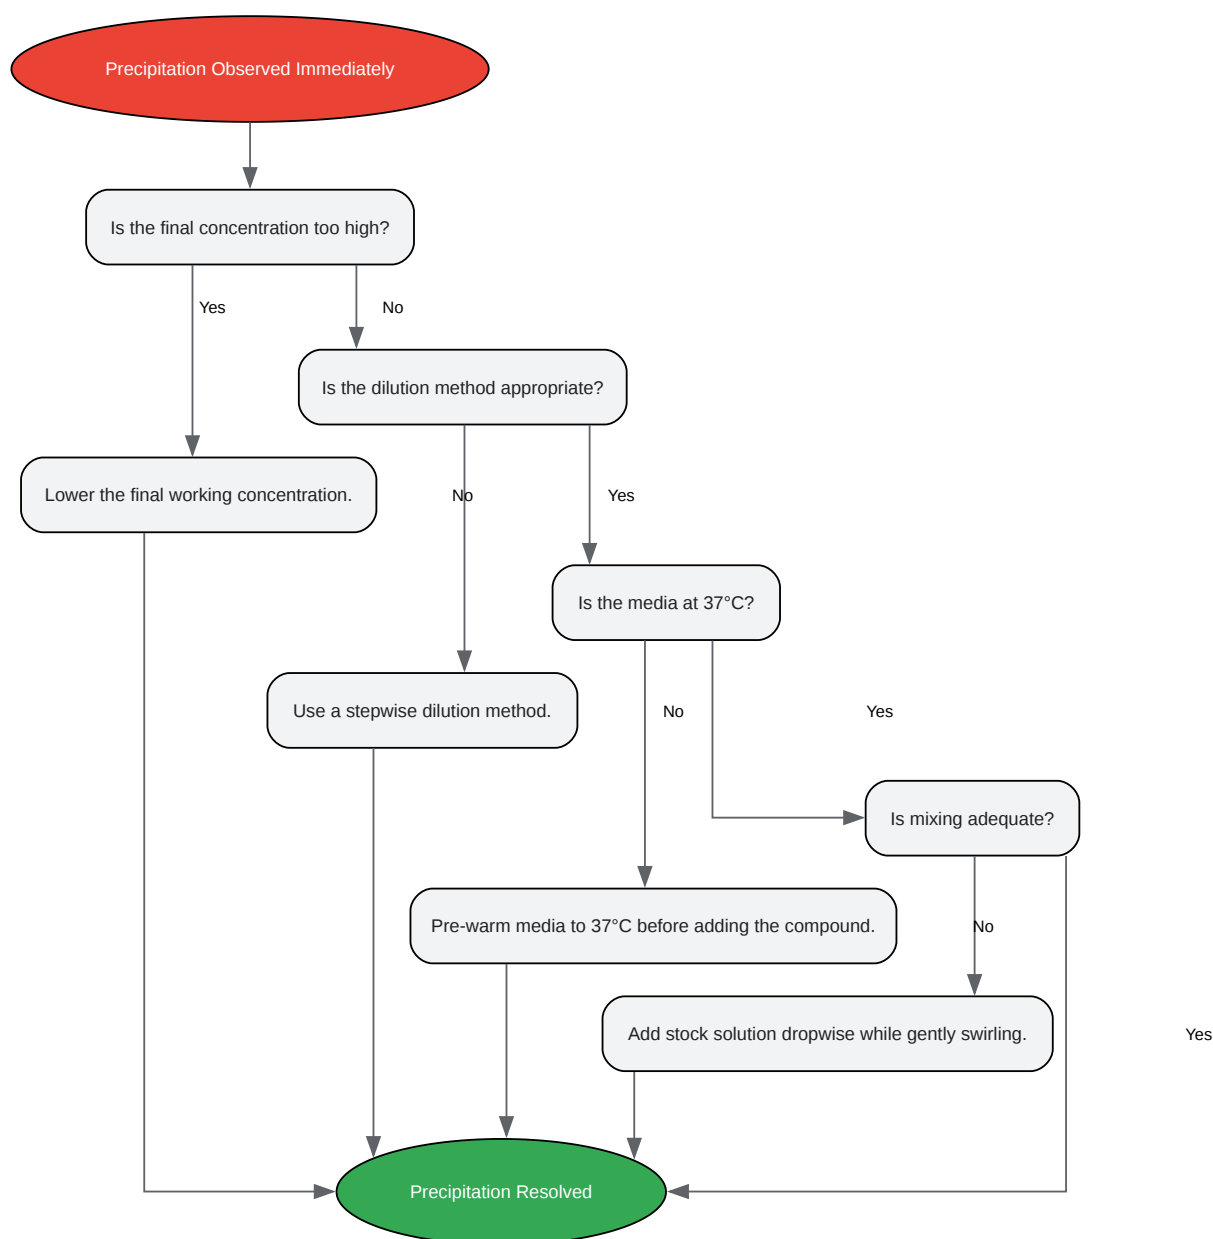 Precipitation Observed Immediately
Is the final concentration too high?
Yes
No
Is the dilution method appropriate?
Lower the final working concentration.
No
Yes
Is the media at 37°C?
Use a stepwise dilution method.
No
Yes
Is mixing adequate?
Pre-warm media to 37°C before adding the compound.
No
Add stock solution dropwise while gently swirling.
Yes
Precipitation Resolved